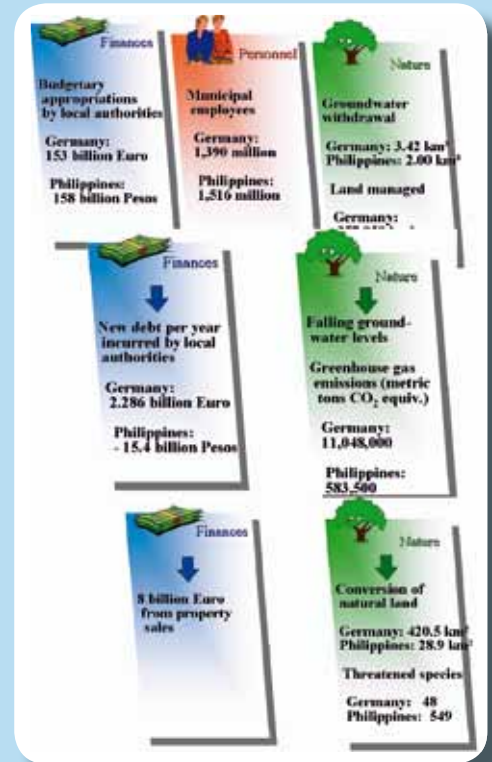 Finances
Budgetary
appropriations
by local authorities
Germany:
153 billion Euro
Philippines:
158 billion Pesos
Personnel
Municipal
employees
Germany:
1,390 million
Philippines:
1,516 million
Nature
Groundwater
withdrawal
Germany: 3.42 km³
Philippines: 2.00 km³
Land managed
Germany:
Finances
New debt per year
incurred by local
authorities
Germany:
2.286 billion Euro
Philippines:
- 15.4 billion Pesos
Nature
Falling ground-
water levels
Greenhouse gas
emissions (metric
tons CO₂ equiv.)
Germany:
11,048,000
Philippines:
583,500
Finances
8 billion Euro
from property
sales
Nature
Conversion of
natural land
Germany: 420.5 km²
Philippines: 28.9 km²
Threatened species
Germany: 48
Philippines: 549